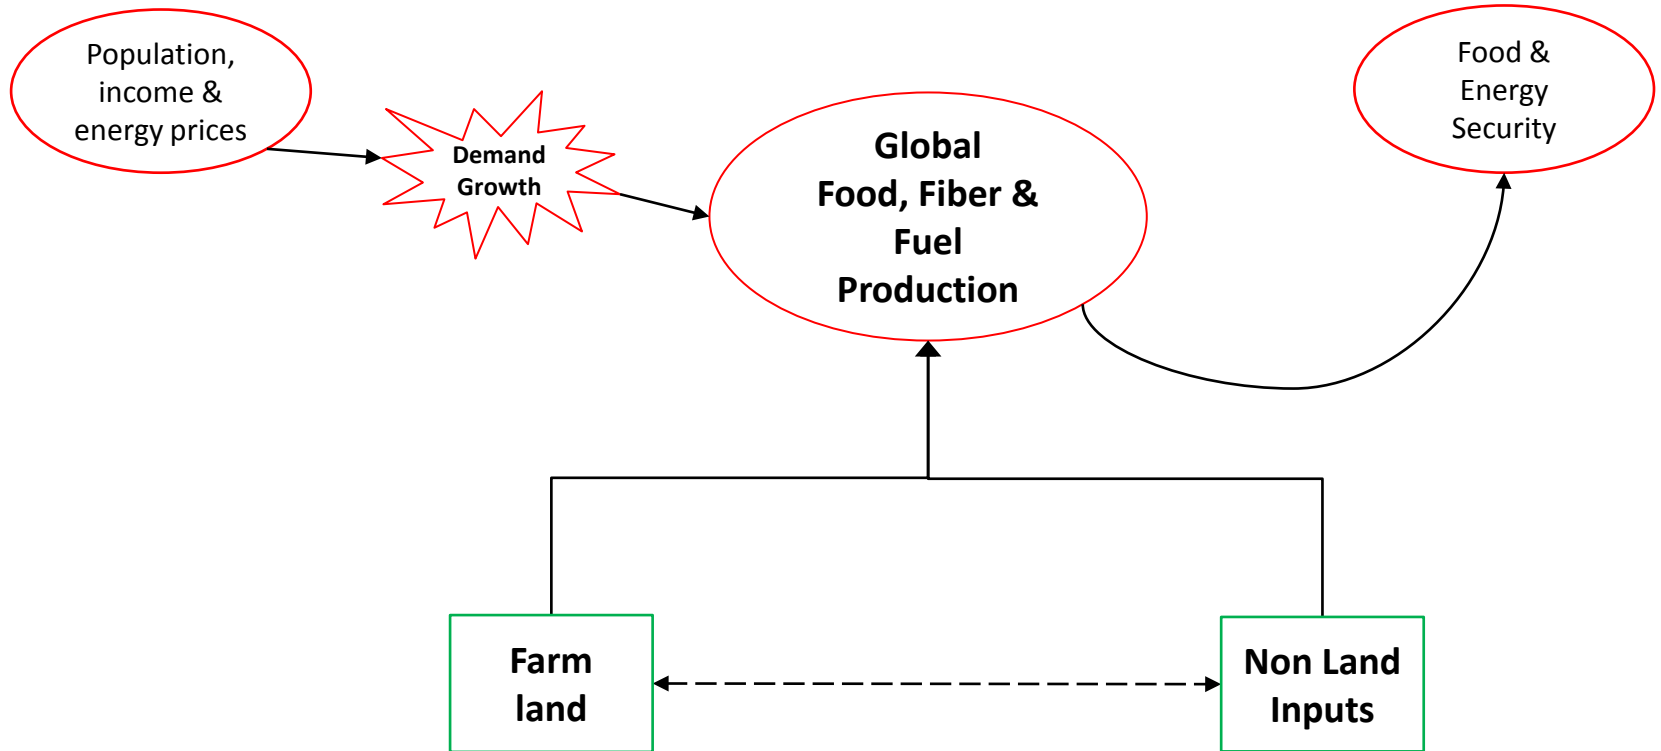 Population,
income &
energy prices
Demand
Growth
Global
Food, Fiber &
Fuel
Production
Food &
Energy
Security
Farm
land
Non Land
Inputs